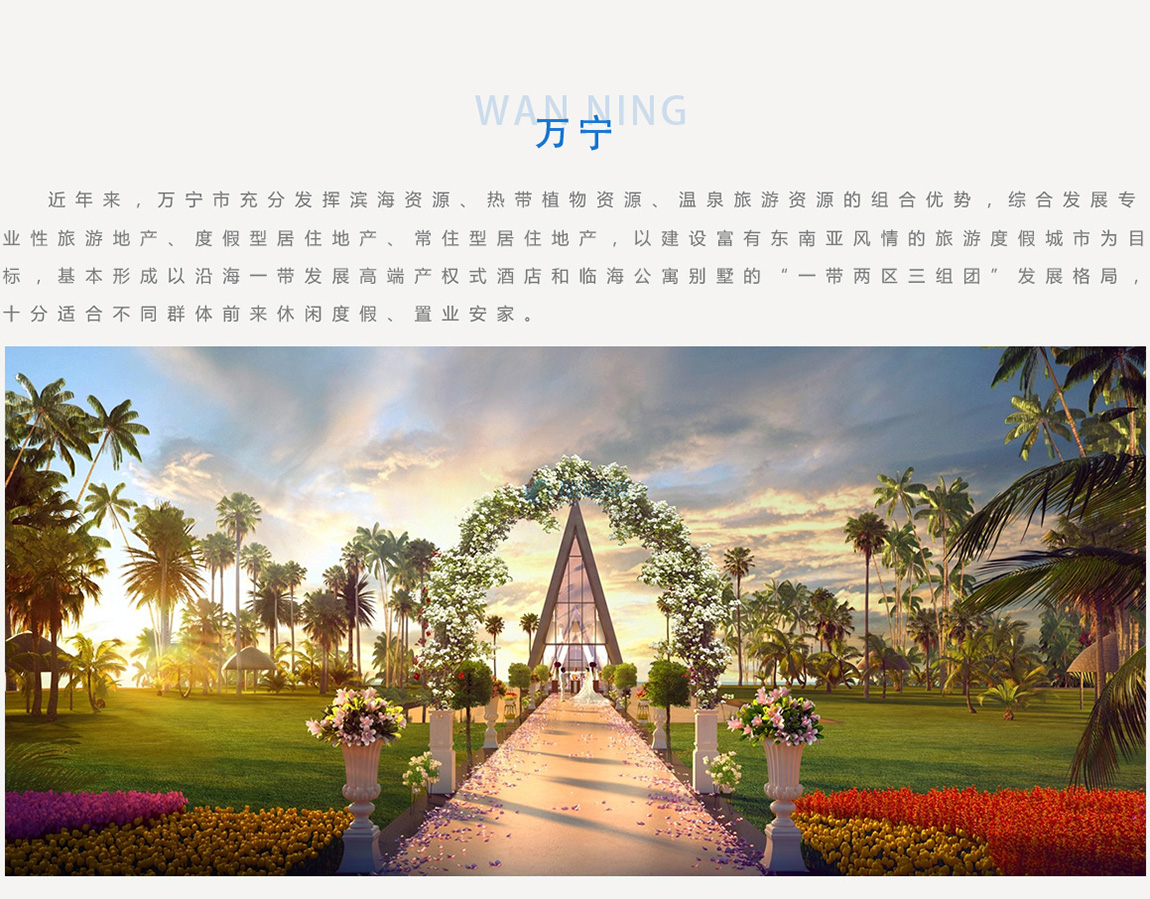 WAN NING
万宁
近年来，万宁市充分发挥滨海资源、热带植物资源、温泉旅游资源的组合优势，综合发展专
业性旅游地产、度假型居住地产、常住型居住地产，以建设富有东南亚风情的旅游度假城市为目
标，基本形成以沿海一带发展高端产权式酒店和临海公寓别墅的“一带两区三组团”发展格局，
十分适合不同群体前来休闲度假、置业安家。